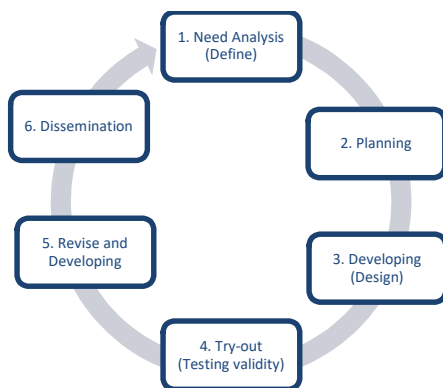 1. Need Analysis
(Define)
2. Planning
3. Developing
(Design)
4. Try-out
(Testing validity)
5. Revise and
Developing
6. Dissemination